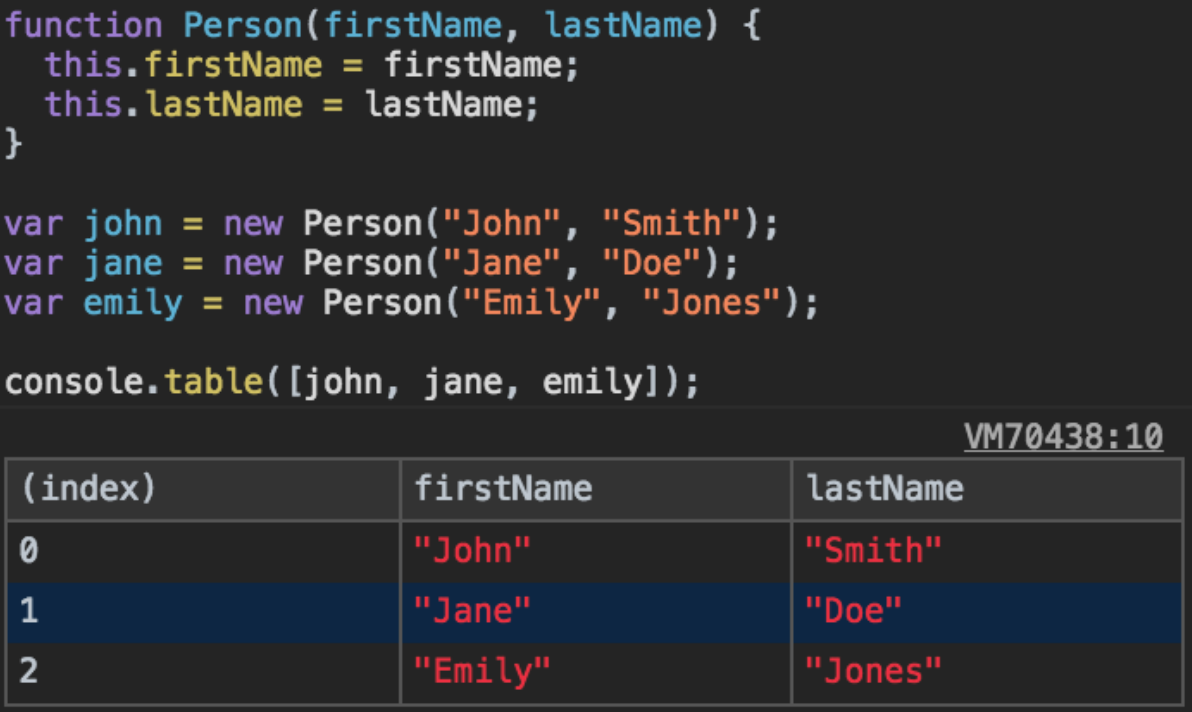 function Person(firstName, lastName) {
  this.firstName = firstName;
  this.lastName = lastName;
}
var john = new Person("John", "Smith");
var jane = new Person("Jane", "Doe");
var emily = new Person("Emily", "Jones");
console.table([john, jane, emily]);
VM70438:10
(index) firstName lastName
0 "John" "Smith"
1 "Jane" "Doe"
2 "Emily" "Jones"